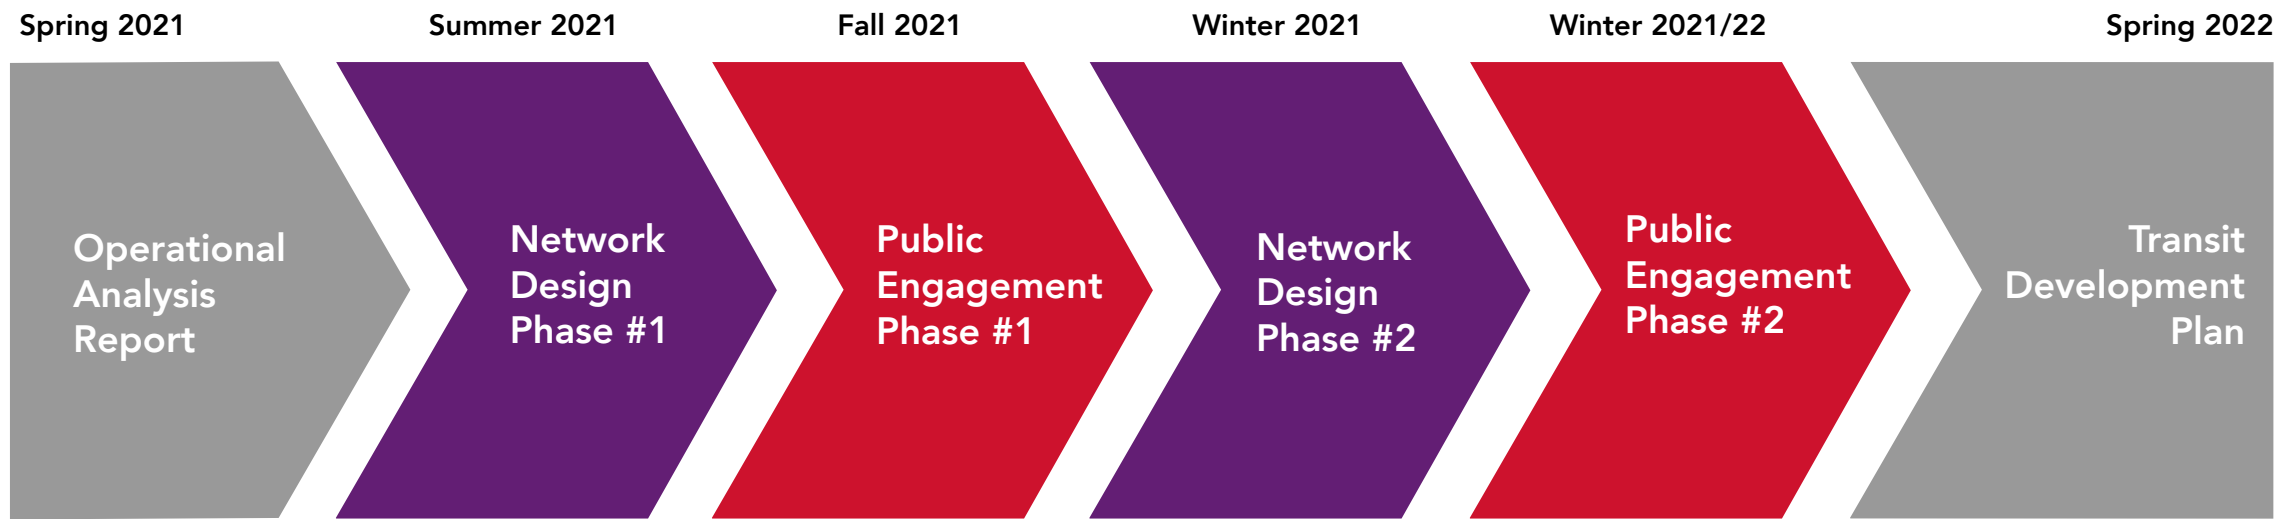 Spring 2021
Summer 2021
Fall 2021
Winter 2021
Winter 2021/22
Spring 2022
Operational
Analysis
Report
Network
Design
Phase #1
Public
Engagement
Phase #1
Network
Design
Phase #2
Public
Engagement
Phase #2
Transit
Development
Plan